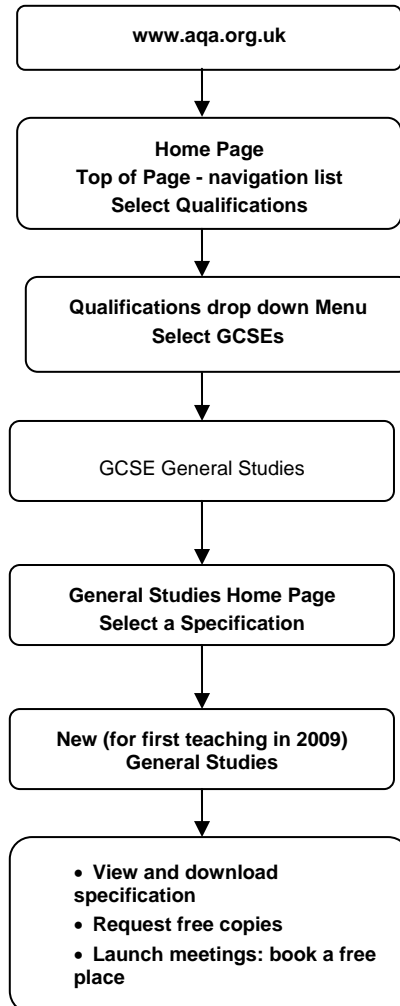 www.aqa.org.uk
Home Page
Top of Page - navigation list
Select Qualifications
Qualifications drop down Menu
Select GCSEs
GCSE General Studies
General Studies Home Page
Select a Specification
New (for first teaching in 2009)
General Studies
• View and download
specification
• Request free copies
• Launch meetings: book a free
place